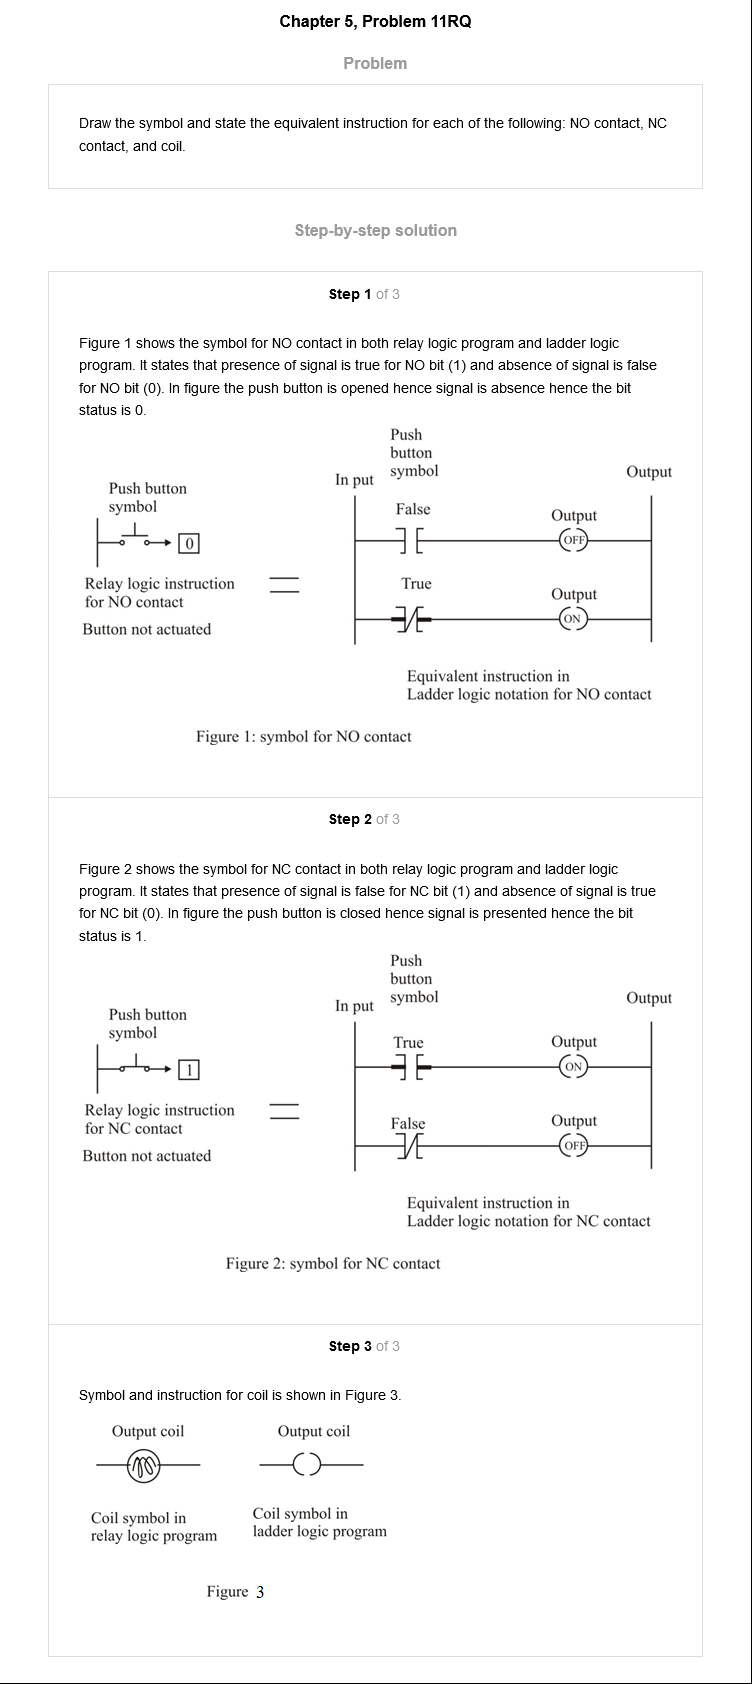 Chapter 5, Problem 11RQ
Problem
Draw the symbol and state the equivalent instruction for each of the following: NO contact, NC
contact, and coil.
Step-by-step solution
Step 1 of 3
Figure 1 shows the symbol for NO contact in both relay logic program and ladder logic
program. It states that presence of signal is true for NO bit (1) and absence of signal is false
for NO bit (0). In figure the push button is opened hence signal is absence hence the bit
status is 0.
Push button
symbol
0
Relay logic instruction
for NO contact
Button not actuated
In put
Push
button
symbol
Output
False
Output
OFF
True
Output
ON
Equivalent instruction in
Ladder logic notation for NO contact
Figure 1: symbol for NO contact
Step 2 of 3
Figure 2 shows the symbol for NC contact in both relay logic program and ladder logic
program. It states that presence of signal is false for NC bit (1) and absence of signal is true
for NC bit (0). In figure the push button is closed hence signal is presented hence the bit
status is 1.
Push button
symbol
1
Relay logic instruction
for NC contact
Button not actuated
In put
Push
button
symbol
Output
True
Output
ON
False
Output
OFF
Equivalent instruction in
Ladder logic notation for NC contact
Figure 2: symbol for NC contact
Step 3 of 3
Symbol and instruction for coil is shown in Figure 3.
Output coil
Coil symbol in
relay logic program
Output coil
Coil symbol in
ladder logic program
Figure 3